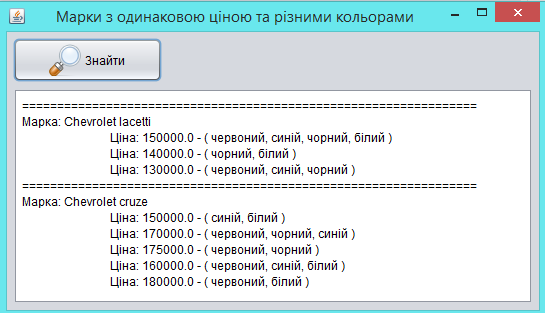 Марки з одинаковою ціною та різними кольорами
Знайти
=================================================================
Марка: Chevrolet lacetti
Ціна: 150000.0 - ( червоний, синій, чорний, білий )
Ціна: 140000.0 - ( чорний, білий )
Ціна: 130000.0 - ( червоний, синій, чорний )
=================================================================
Марка: Chevrolet cruze
Ціна: 150000.0 - ( синій, білий )
Ціна: 170000.0 - ( червоний, чорний, синій )
Ціна: 175000.0 - ( червоний, чорний )
Ціна: 160000.0 - ( червоний, синій, білий )
Ціна: 180000.0 - ( червоний, білий )